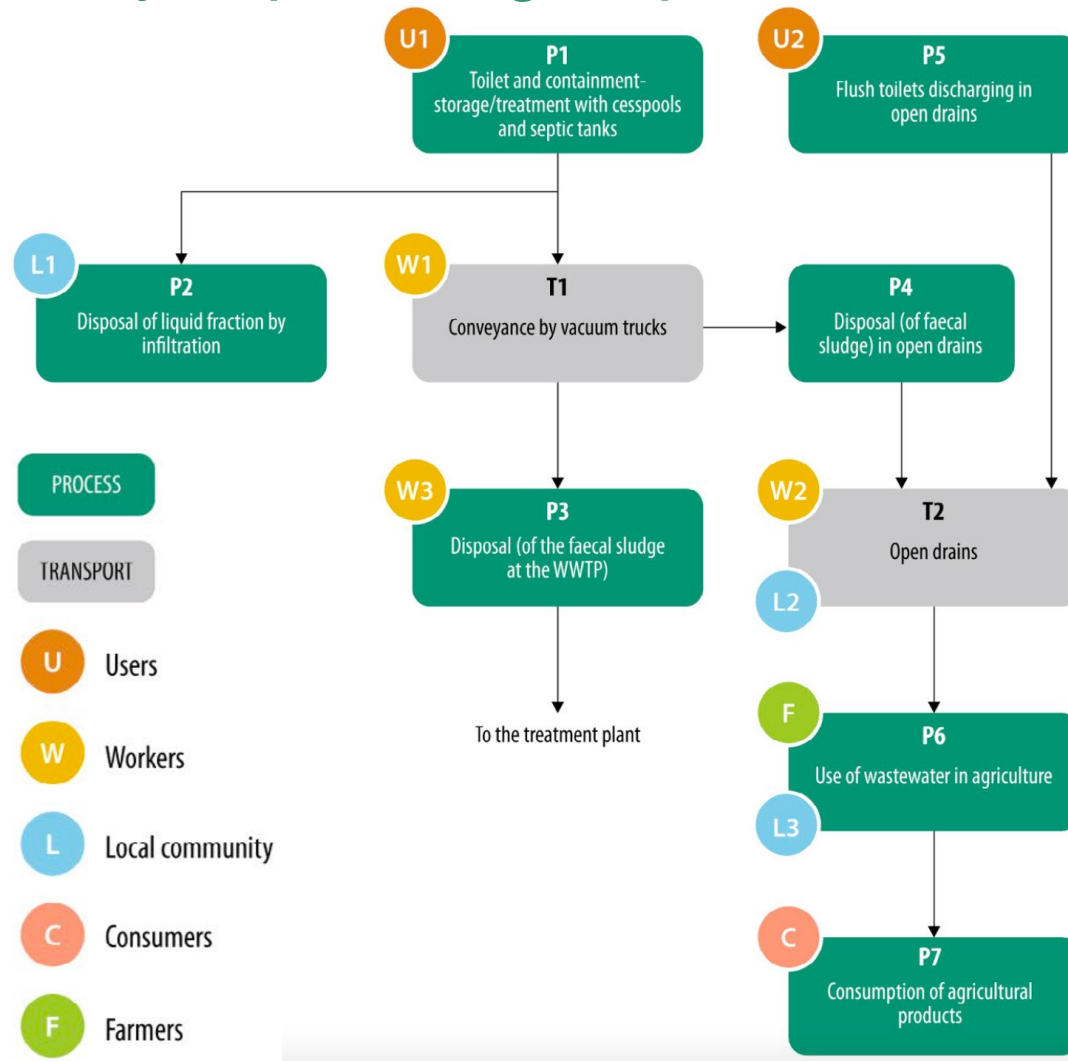 U1
P1
Toilet and containment-
storage/treatment with cesspools
and septic tanks
U2
P5
Flush toilets discharging in
open drains
L1
P2
Disposal of liquid fraction by
infiltration
W1
T1
Conveyance by vacuum trucks
P4
Disposal (of faecal
sludge) in open drains
PROCESS
TRANSPORT
W3
P3
Disposal (of the faecal sludge
at the WWTP)
W2
T2
Open drains
L2
To the treatment plant
F
P6
Use of wastewater in agriculture
L3
C
P7
Consumption of agricultural
products
U
Users
W
Workers
L
Local community
C
Consumers
F
Farmers